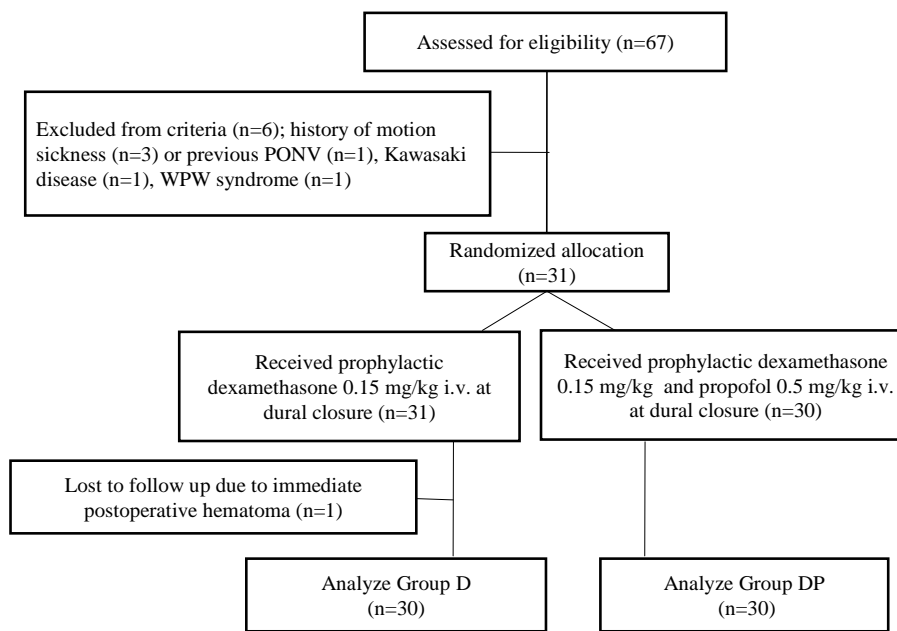 Assessed for eligibility (n=67)
Excluded from criteria (n=6); history of motion
sickness (n=3) or previous PONV (n=1), Kawasaki
disease (n=1), WPW syndrome (n=1)
Randomized allocation
(n=31)
Received prophylactic
dexamethasone 0.15 mg/kg i.v. at
dural closure (n=31)
Received prophylactic dexamethasone
0.15 mg/kg and propofol 0.5 mg/kg i.v.
at dural closure (n=30)
Lost to follow up due to immediate
postoperative hematoma (n=1)
Analyze Group D
(n=30)
Analyze Group DP
(n=30)